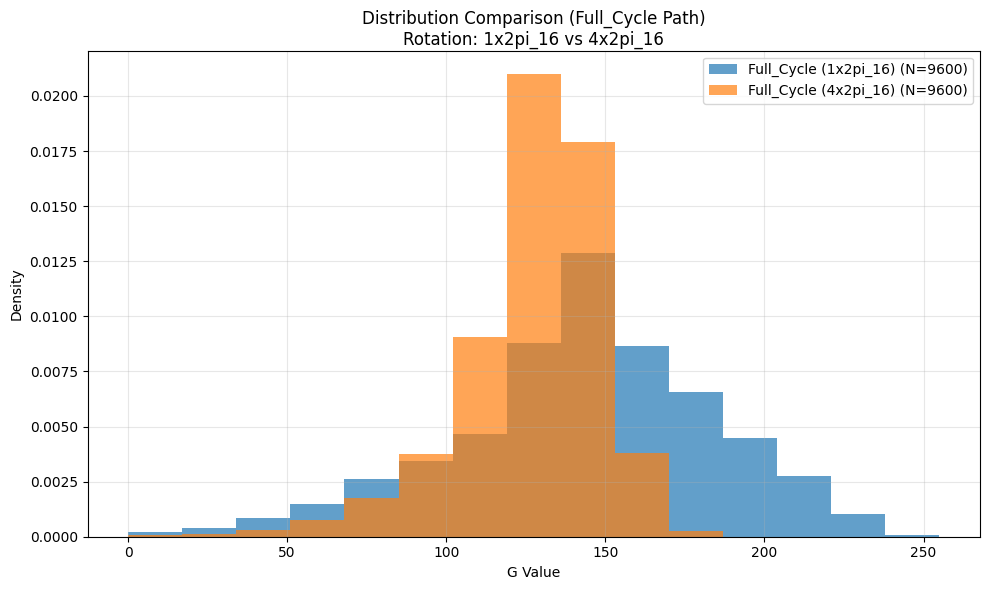 Distribution Comparison (Full_Cycle Path)
Rotation: 1x2pi_16 vs 4x2pi_16
Full_Cycle (1x2pi_16) (N=9600)
Full_Cycle (4x2pi_16) (N=9600)
Density
0.0200
0.0175
0.0150
0.0125
0.0100
0.0075
0.0050
0.0025
0.0000
0 50 100 150 200 250
G Value